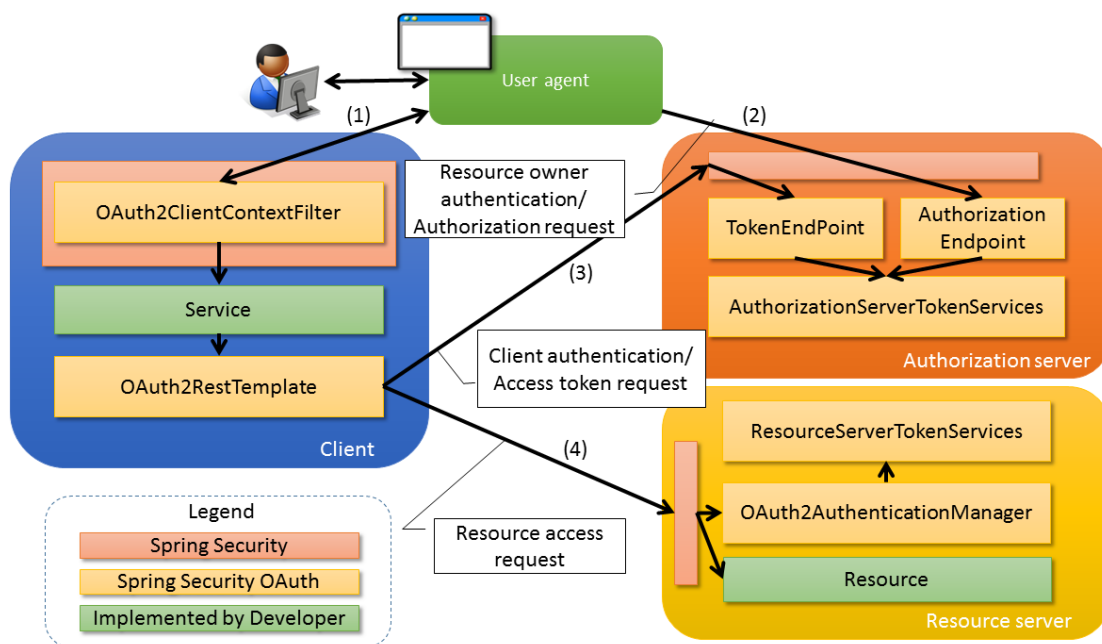 User agent
(1)
(2)
Resource owner
authentication/
Authorization request
OAuth2ClientContextFilter
TokenEndPoint
Authorization
Endpoint
(3)
Service
AuthorizationServerTokenServices
Client authentication/
Access token request
Authorization server
OAuth2RestTemplate
Client
(4)
ResourceServerTokenServices
OAuth2AuthenticationManager
Resource access
request
Resource
Resource server
Legend
Spring Security
Spring Security OAuth
Implemented by Developer